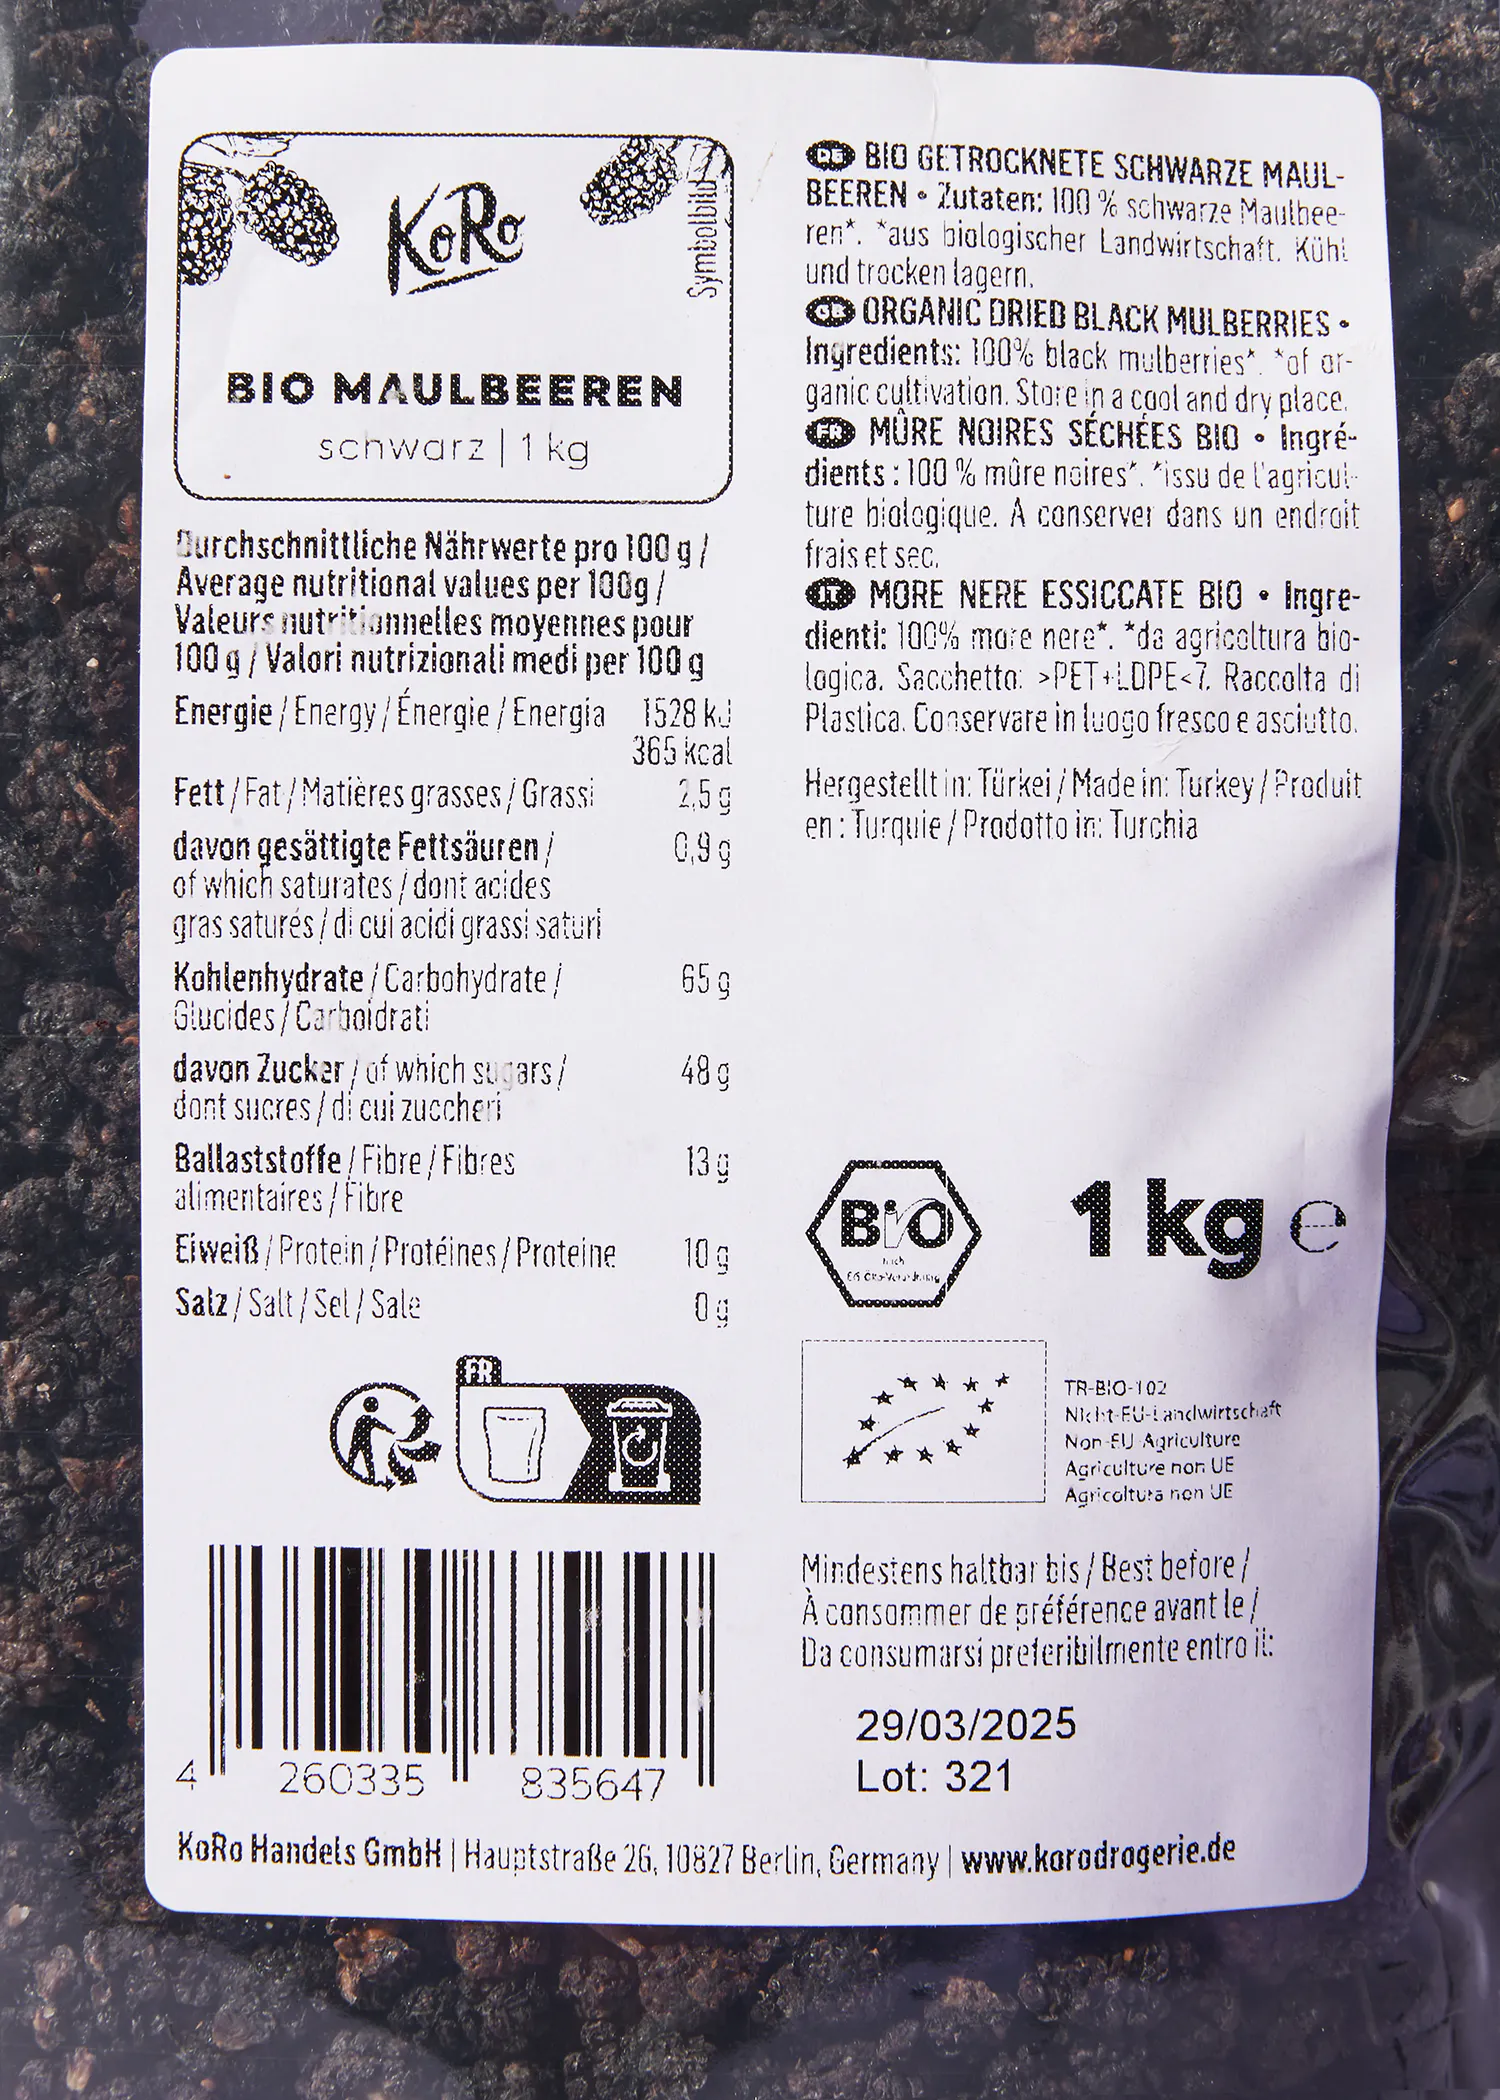 KoRo
Symbolbild
BIO MAULBEEREN
schwarz | 1 kg
Durchschnittliche Nährwerte pro 100 g /
Average nutritional values per 100g /
Valeurs nutritionnelles moyennes pour
100 g / Valori nutrizionali medi per 100 g
Energie / Energy / Énergie / Energia 1528 kJ
365 kcal
Fett / Fat / Matières grasses / Grassi 2,5 g
davon gesättigte Fettsäuren / 0,9 g
of which saturates / dont acides
gras saturés / di cui acidi grassi saturi
Kohlenhydrate / Carbohydrate / 65 g
Glucides / Carboidrati
davon Zucker / of which sugars / 48 g
dont sucres / di cui zuccheri
Ballaststoffe / Fibre / Fibres 13 g
alimentaires / Fibre
Eiweiß / Protein / Protéines / Proteine 10 g
Salz / Salt / Sel / Sale 0 g
FR
4 260335 835647
DE BIO GETROCKNETE SCHWARZE MAUL-
BEEREN • Zutaten: 100 % schwarze Maulbee-
ren*. *aus biologischer Landwirtschaft. Kühl
und trocken lagern.
GB ORGANIC DRIED BLACK MULBERRIES •
Ingredients: 100% black mulberries*. *of or-
ganic cultivation. Store in a cool and dry place.
FR MÛRE NOIRES SÉCHÉES BIO • Ingré-
dients : 100 % mûre noires*. *issu de l'agricul-
ture biologique. À conserver dans un endroit
frais et sec.
IT MORE NERE ESSICCATE BIO • Ingre-
dienti: 100% more nere*. *da agricoltura bio-
logica. Sacchetto: >PET+LDPE<7. Raccolta di
Plastica. Conservare in luogo fresco e asciutto.
Hergestellt in: Türkei / Made in: Turkey / Produit
en : Turquie / Prodotto in: Turchia
Bio
nach
EG-Öko-Verordnung
1 kg e
TR-BIO-102
Nicht-EU-Landwirtschaft
Non-EU Agriculture
Agriculture non UE
Agricoltura non UE
Mindestens haltbar bis / Best before /
À consommer de préférence avant le /
Da consumarsi preferibilmente entro il:
29/03/2025
Lot: 321
KoRo Handels GmbH | Hauptstraße 26, 10827 Berlin, Germany | www.korodrogerie.de